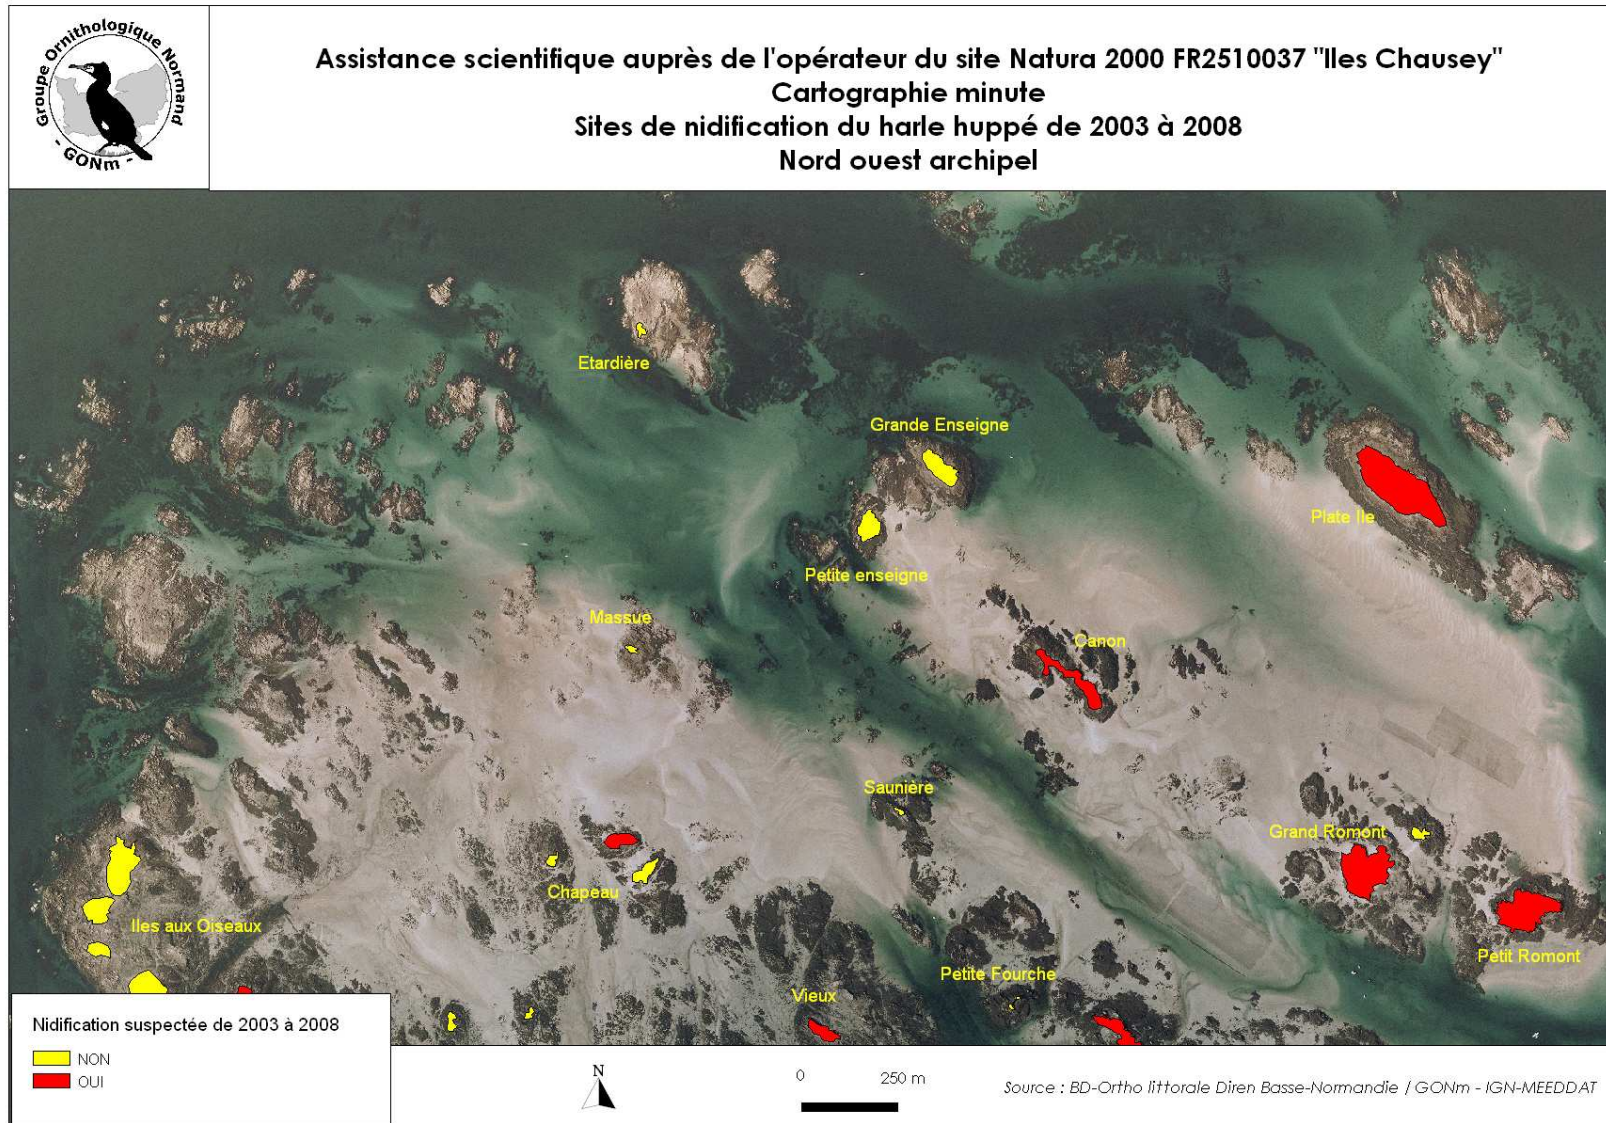 Groupe Ornithologique Normand
- GONm -
Assistance scientifique auprès de l'opérateur du site Natura 2000 FR2510037 "Iles Chausey"
Cartographie minute
Sites de nidification du harle huppé de 2003 à 2008
Nord ouest archipel
Etardière
Grande Enseigne
Plate Ile
Petite enseigne
Massue
Canon
Saunière
Grand Romont
Chapeau
Iles aux Oiseaux
Petit Romont
Petite Fourche
Vieux
Nidification suspectée de 2003 à 2008
NON
OUI
N
0 250 m
Source : BD-Ortho littorale Diren Basse-Normandie / GONm - IGN-MEEDDAT